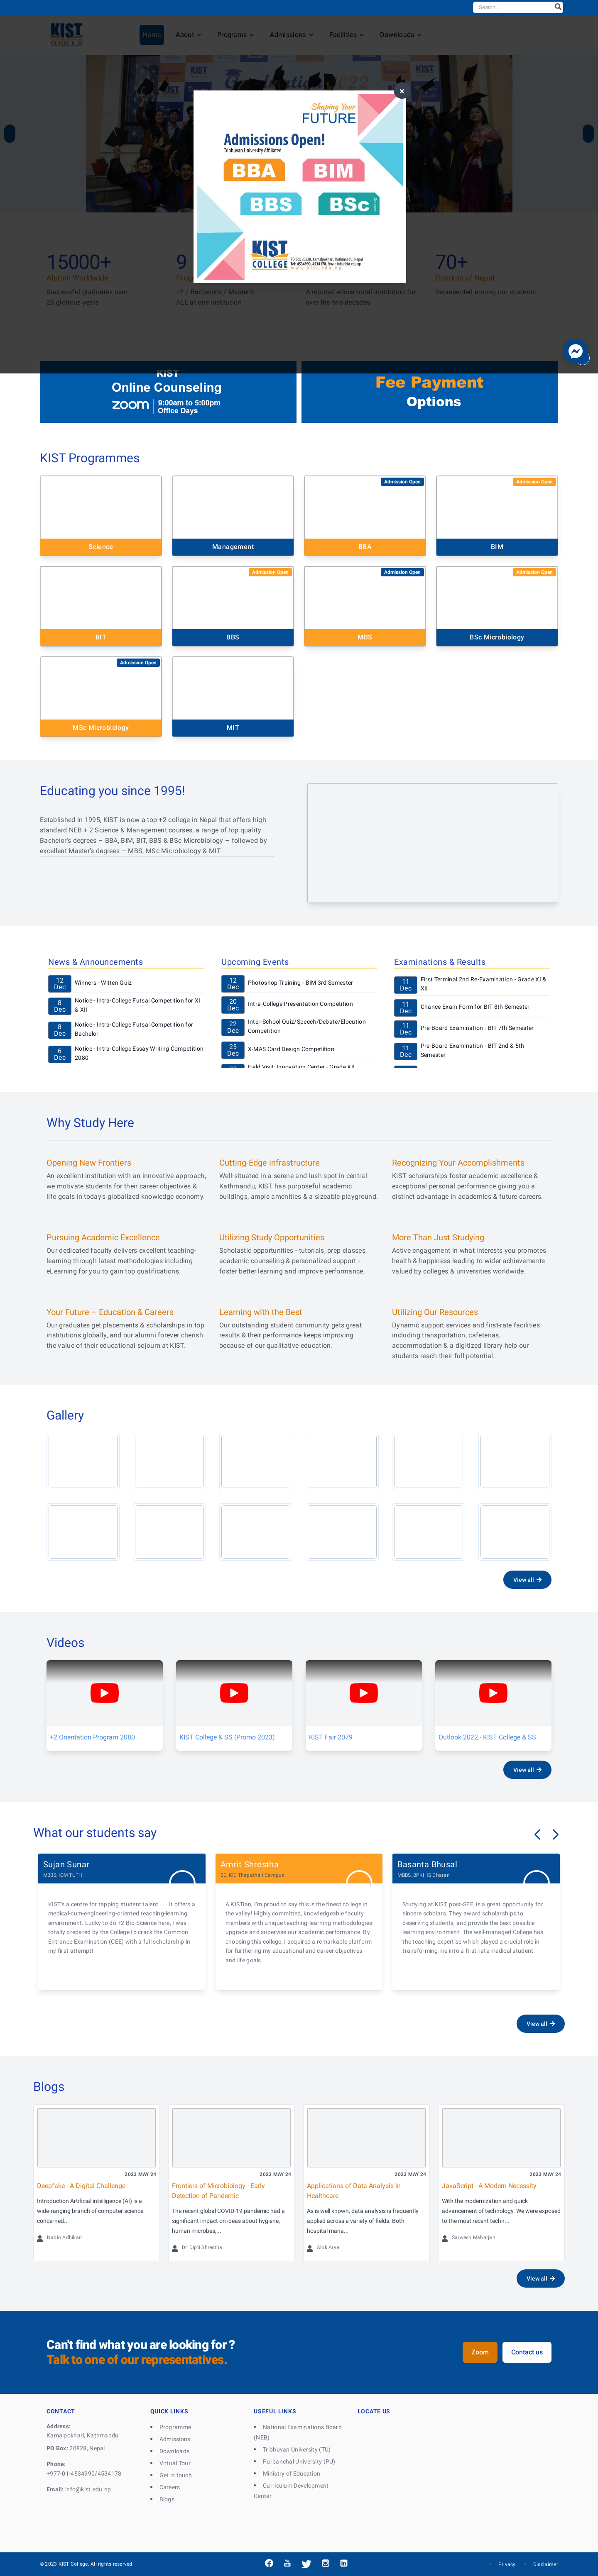 Search...
KIST
COLLEGE & SS
Home
About
Programs
Admissions
Facilities
Downloads
×
Shaping Your
FUTURE
Admissions Open!
Tribhuvan University Affiliated
BBA
BIM
BBS
BSc
KIST
COLLEGE
15000+
Alumni Worldwide
Successful graduates over
28 glorious years
9
+2 / Bachelor's / Master's –
ALL at one institution
A reputed educational institution for
over the two decades
70+
Districts of Nepal
Represented among our students
KIST
Online Counseling
zoom
9:00am to 5:00pm
Office Days
Fee Payment
Options
KIST Programmes
Science
Management
Admission Open
BBA
Admission Open
BIM
BIT
Admission Open
BBS
Admission Open
MBS
Admission Open
BSc Microbiology
Admission Open
MSc Microbiology
MIT
Educating you since 1995!
Established in 1995, KIST is now a top +2 college in Nepal that offers high
standard NEB + 2 Science & Management courses, a range of top quality
Bachelor's degrees – BBA, BIM, BIT, BBS & BSc Microbiology – followed by
excellent Master's degrees – MBS, MSc Microbiology & MIT.
News & Announcements
12
Dec
Winners - Witten Quiz
8
Dec
Notice - Intra-College Futsal Competition for XI
& XII
8
Dec
Notice - Intra-College Futsal Competition for
Bachelor
6
Dec
Notice - Intra-College Essay Writing Competition
2080
Upcoming Events
12
Dec
Photoshop Training - BIM 3rd Semester
20
Dec
Intra-College Presentation Competition
22
Dec
Inter-School Quiz/Speech/Debate/Elocution
Competition
25
Dec
X-MAS Card Design Competition
Field Visit: Innovation Center - Grade XII
Examinations & Results
11
Dec
First Terminal 2nd Re-Examination - Grade XI &
XII
11
Dec
Chance Exam Form for BIT 8th Semester
11
Dec
Pre-Board Examination - BIT 7th Semester
11
Dec
Pre-Board Examination - BIT 2nd & 5th
Semester
Why Study Here
Opening New Frontiers
An excellent institution with an innovative approach,
we motivate students for their career objectives &
life goals in today's globalized knowledge economy.
Cutting-Edge infrastructure
Well-situated in a serene and lush spot in central
Kathmandu, KIST has purposeful academic
buildings, ample amenities & a sizeable playground.
Recognizing Your Accomplishments
KIST scholarships foster academic excellence &
exceptional personal performance giving you a
distinct advantage in academics & future careers.
Pursuing Academic Excellence
Our dedicated faculty delivers excellent teaching-
learning through latest methodologies including
eLearning for you to gain top qualifications.
Utilizing Study Opportunities
Scholastic opportunities - tutorials, prep classes,
academic counseling & personalized support -
foster better learning and improve performance.
More Than Just Studying
Active engagement in what interests you promotes
health & happiness leading to wider achievements
valued by colleges & universities worldwide.
Your Future – Education & Careers
Our graduates get placements & scholarships in top
institutions globally, and our alumni forever cherish
the value of their educational sojourn at KIST.
Learning with the Best
Our outstanding student community gets great
results & their performance keeps improving
because of our qualitative education.
Utilizing Our Resources
Dynamic support services and first-rate facilities
including transportation, cafeterias,
accommodation & a digitized library help our
students reach their full potential.
Gallery
View all
Videos
+2 Orientation Program 2080
KIST College & SS (Promo 2023)
KIST Fair 2079
Outlook 2022 - KIST College & SS
View all
What our students say
Sujan Sunar
MBBS, IOM TUTH
KIST's a centre for tapping student talent . . . It offers a
medical-cum-engineering-oriented teaching-learning
environment. Lucky to do +2 Bio-Science here, I was
totally prepared by the College to crack the Common
Entrance Examination (CEE) with a full scholarship in
my first attempt!
Amrit Shrestha
BE, IOE Thapathali Campus
A KISTian, I'm proud to say this is the finest college in
the valley! Highly committed, knowledgeable faculty
members with unique teaching-learning methodologies
upgrade and supervise our academic performance. By
choosing this college, I acquired a remarkable platform
for furthering my educational and career objectives
and life goals.
Basanta Bhusal
MBBS, BPKIHS Dharan
Studying at KIST, post-SEE, is a great opportunity for
sincere scholars. They award scholarships to
deserving students, and provide the best possible
learning environment. The well-managed College has
the teaching expertise which played a crucial role in
transforming me into a first-rate medical student.
View all
Blogs
2023 MAY 24
Deepfake - A Digital Challenge
Introduction Artificial intelligence (AI) is a
wide-ranging branch of computer science
concerned...
Nabin Adhikari
2023 MAY 24
Frontiers of Microbiology - Early
Detection of Pandemic
The recent global COVID-19 pandemic had a
significant impact on ideas about hygiene,
human microbes,...
Dr. Dipti Shrestha
2023 MAY 24
Applications of Data Analysis in
Healthcare
As is well known, data analysis is frequently
applied across a variety of fields. Both
hospital mana...
Alok Aryal
2023 MAY 24
JavaScript - A Modern Necessity
With the modernization and quick
advancement of technology. We were exposed
to the most recent techn...
Sarwesh Maharjan
View all
Can't find what you are looking for ?
Talk to one of our representatives.
Zoom
Contact us
CONTACT
Address:
Kamalpokhari, Kathmandu
PO Box: 20828, Nepal
Phone:
+977-01-4534990/4534178
Email: info@kist.edu.np
QUICK LINKS
Programme
Admissions
Downloads
Virtual Tour
Get in touch
Careers
Blogs
USEFUL LINKS
National Examinations Board
(NEB)
Tribhuvan University (TU)
Purbanchal University (PU)
Ministry of Education
Curriculum Development
Center
LOCATE US
© 2023 KIST College. All rights reserved
Privacy
Disclaimer